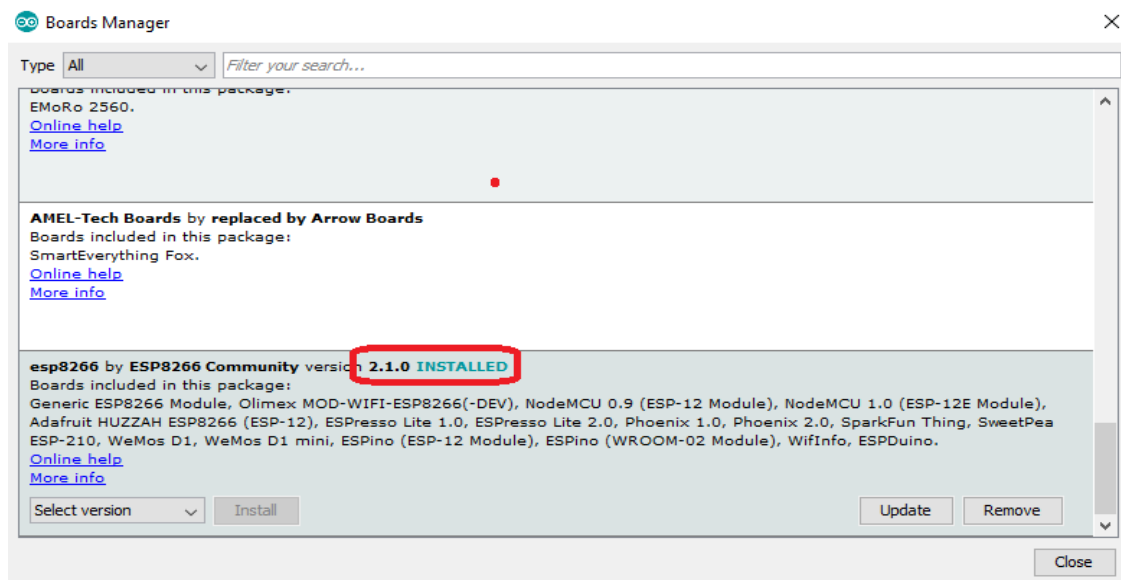 Boards Manager
Type All Filter your search...
Boards included in this package:
EMoRo 2560.
Online help
More info
AMEL-Tech Boards by replaced by Arrow Boards
Boards included in this package:
SmartEverything Fox.
Online help
More info
esp8266 by ESP8266 Community version 2.1.0 INSTALLED
Boards included in this package:
Generic ESP8266 Module, Olimex MOD-WIFI-ESP8266(-DEV), NodeMCU 0.9 (ESP-12 Module), NodeMCU 1.0 (ESP-12E Module),
Adafruit HUZZAH ESP8266 (ESP-12), ESPresso Lite 1.0, ESPresso Lite 2.0, Phoenix 1.0, Phoenix 2.0, SparkFun Thing, SweetPea
ESP-210, WeMos D1, WeMos D1 mini, ESPino (ESP-12 Module), ESPino (WROOM-02 Module), WifInfo, ESPDuino.
Online help
More info
Select version Install Update Remove
Close